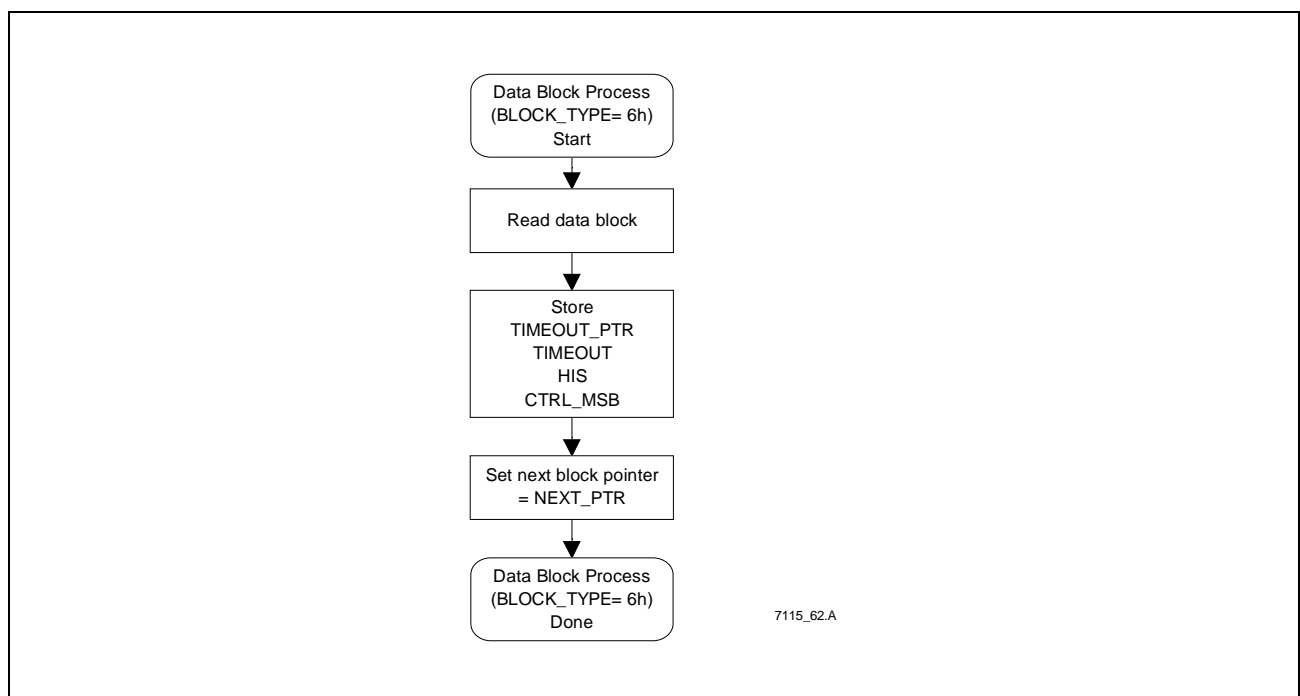 Data Block Process
(BLOCK_TYPE= 6h)
Start
Read data block
Store
TIMEOUT_PTR
TIMEOUT
HIS
CTRL_MSB
Set next block pointer
= NEXT_PTR
Data Block Process
(BLOCK_TYPE= 6h)
Done
7115_62.A